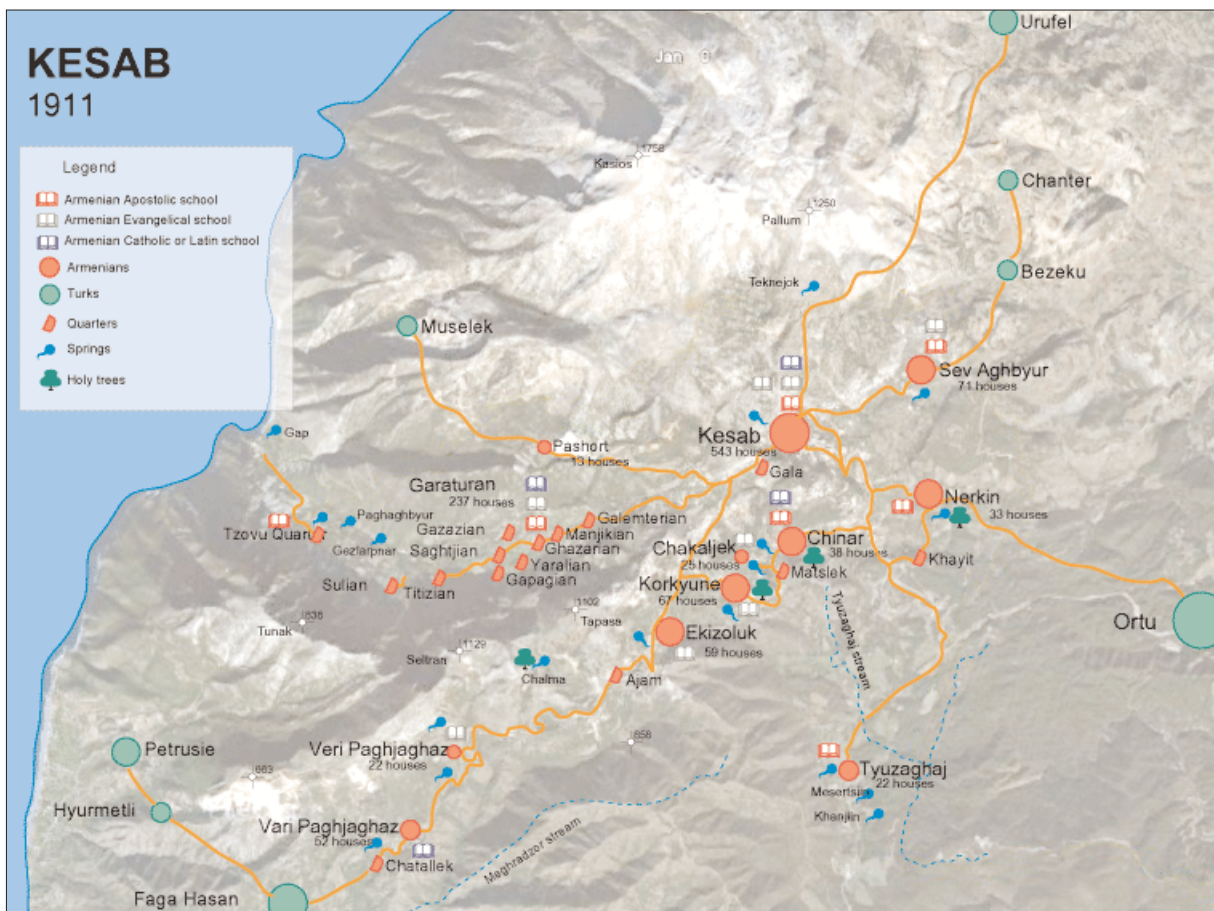 KESAB
1911
Legend
Armenian Apostolic school
Armenian Evangelical school
Armenian Catholic or Latin school
Armenians
Turks
Quarters
Springs
Holy trees
Urufel
Kasios
1758
Pallum
1250
Chanter
Bezeku
Teknejok
Muselek
Sev Aghbyur
71 houses
Kesab
543 houses
Gap
Pashort
13 houses
Gala
Garaturan
237 houses
Nerkin
33 houses
Paghaghbyur
Tzovu Quarter
Gezlarpnar
Galemterian
Gazazian
Manjikian
Saghtjian
Ghazarian
Yaralian
Gapagian
Sulian
Titizian
Chinar
38 houses
Chakaljek
25 houses
Matslek
Khayit
Korkyune
67 houses
Ortu
Tunak
838
1102
Tapasa
Ekizoluk
59 houses
Seltran
1129
Chalma
Ajam
Tyuzaghaj stream
Petrusie
Veri Paghjaghaz
22 houses
858
663
Tyuzaghaj
22 houses
Mesertsun
Khanjiin
Hyurmetli
Vari Paghjaghaz
52 houses
Meghradzor stream
Chatallek
Faga Hasan